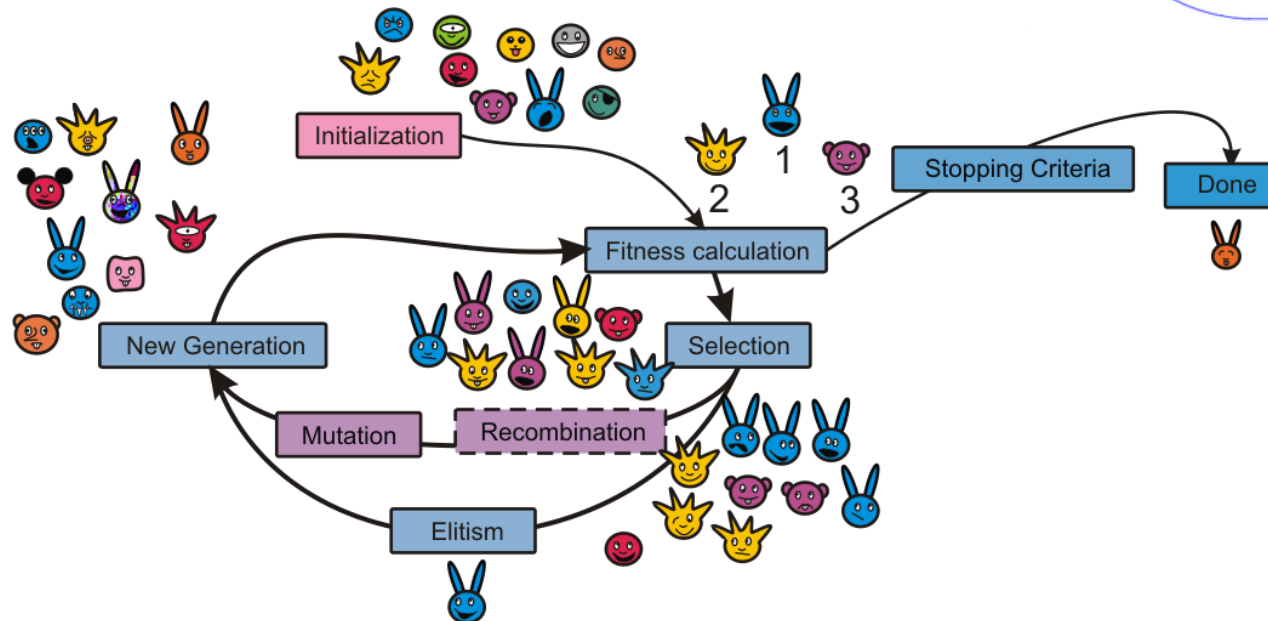 Initialization
1
2
3
Stopping Criteria
Done
Fitness calculation
New Generation
Selection
Mutation
Recombination
Elitism